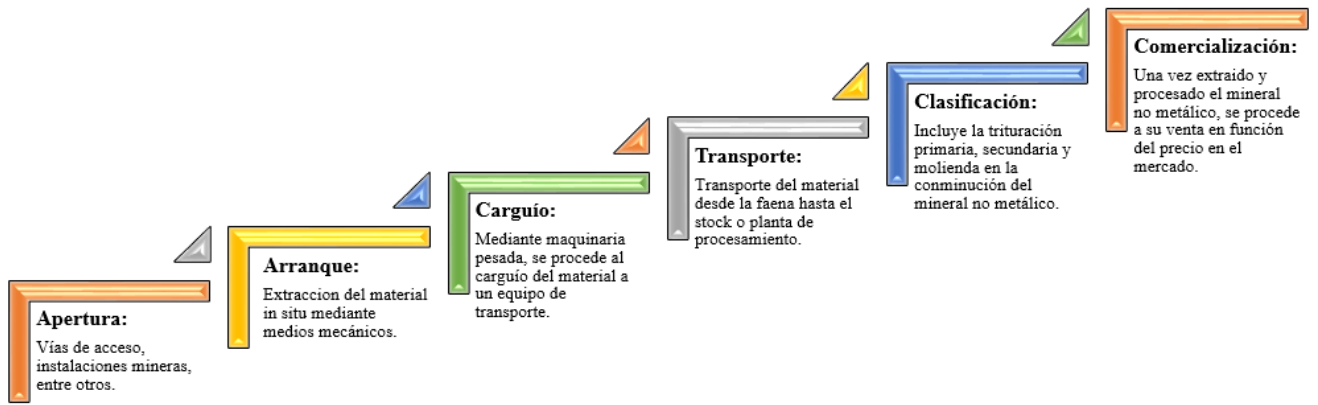 Apertura:
Vías de acceso,
instalaciones mineras,
entre otros.
Arranque:
Extraccion del material
in situ mediante
medios mecánicos.
Carguío:
Mediante maquinaria
pesada, se procede al
carguío del material a
un equipo de
transporte.
Transporte:
Transporte del material
desde la faena hasta el
stock o planta de
procesamiento.
Clasificación:
Incluye la trituración
primaria, secundaria y
molienda en la
conminución del
mineral no metálico.
Comercialización:
Una vez extraido y
procesado el mineral
no metálico, se procede
a su venta en función
del precio en el
mercado.